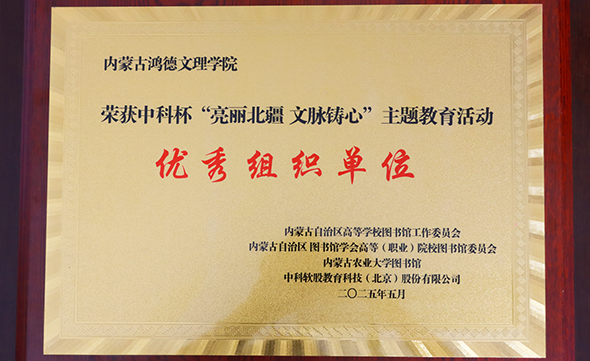 内蒙古鸿德文理学院
荣获中科杯“亮丽北疆 文脉铸心”主题教育活动
优秀组织单位
内蒙古自治区高等学校图书馆工作委员会
内蒙古自治区 图书馆学会高等（职业）院校图书馆委员会
内蒙古农业大学图书馆
中科软股教育科技（北京）股份有限公司
二〇二五年五月